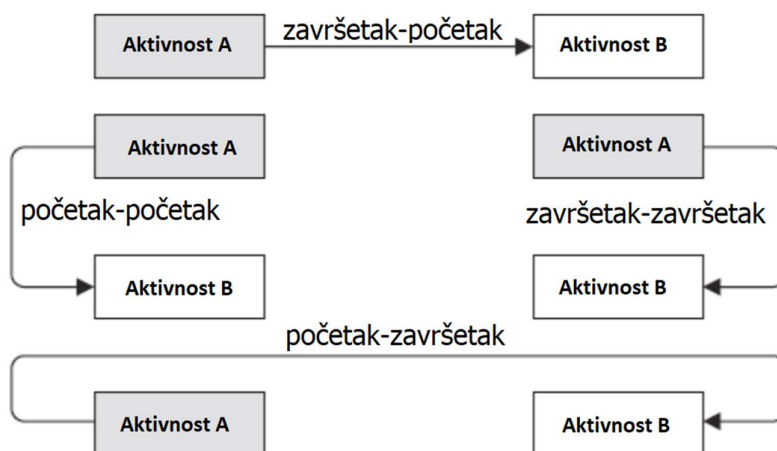 Aktivnost A
završetak-početak
Aktivnost B
Aktivnost A
Aktivnost A
početak-početak
završetak-završetak
Aktivnost B
Aktivnost B
početak-završetak
Aktivnost A
Aktivnost B